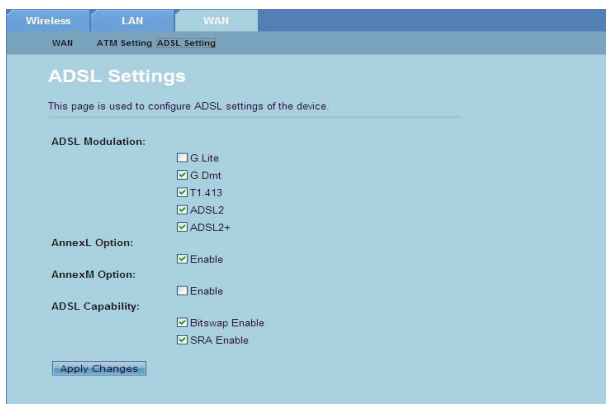 Wireless LAN WAN
WAN ATM Setting ADSL Setting
ADSL Settings
This page is used to configure ADSL settings of the device.
ADSL Modulation:
G.Lite
G.Dmt
T1.413
ADSL2
ADSL2+
AnnexL Option:
Enable
AnnexM Option:
Enable
ADSL Capability:
Bitswap Enable
SRA Enable
Apply Changes